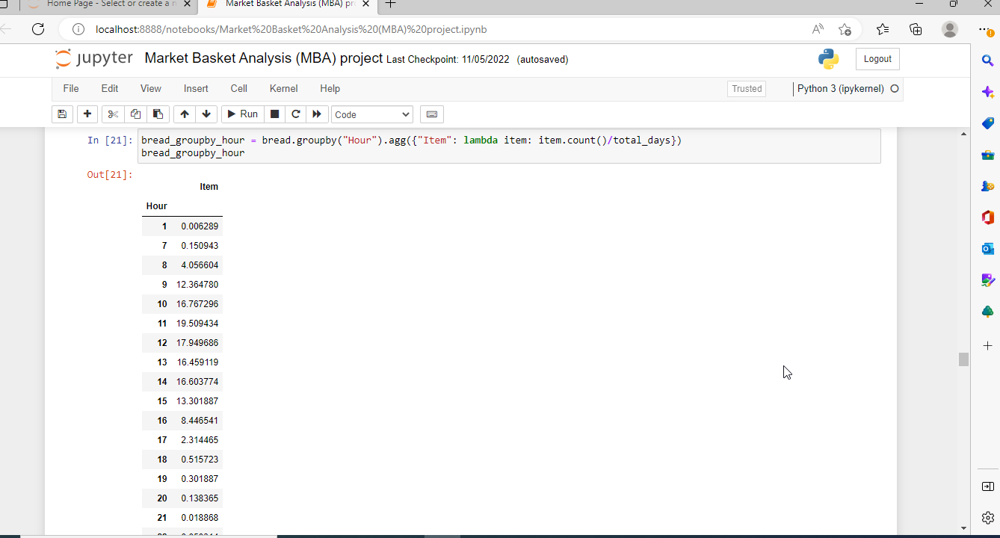 Home Page - Select or create a n
Market Basket Analysis (MBA) pr
localhost:8888/notebooks/Market%20Basket%20Analysis%20(MBA)%20project.ipynb
jupyter Market Basket Analysis (MBA) project Last Checkpoint: 11/05/2022 (autosaved)
Logout
File Edit View Insert Cell Kernel Help
Trusted
Python 3 (ipykernel)
Run
Code
In [21]: bread_groupby_hour = bread.groupby("Hour").agg({"Item": lambda item: item.count()/total_days})
bread_groupby_hour
Out[21]:
Item
Hour
1 0.006289
7 0.150943
8 4.056604
9 12.364780
10 16.767296
11 19.509434
12 17.949686
13 16.459119
14 16.603774
15 13.301887
16 8.446541
17 2.314465
18 0.515723
19 0.301887
20 0.138365
21 0.018868